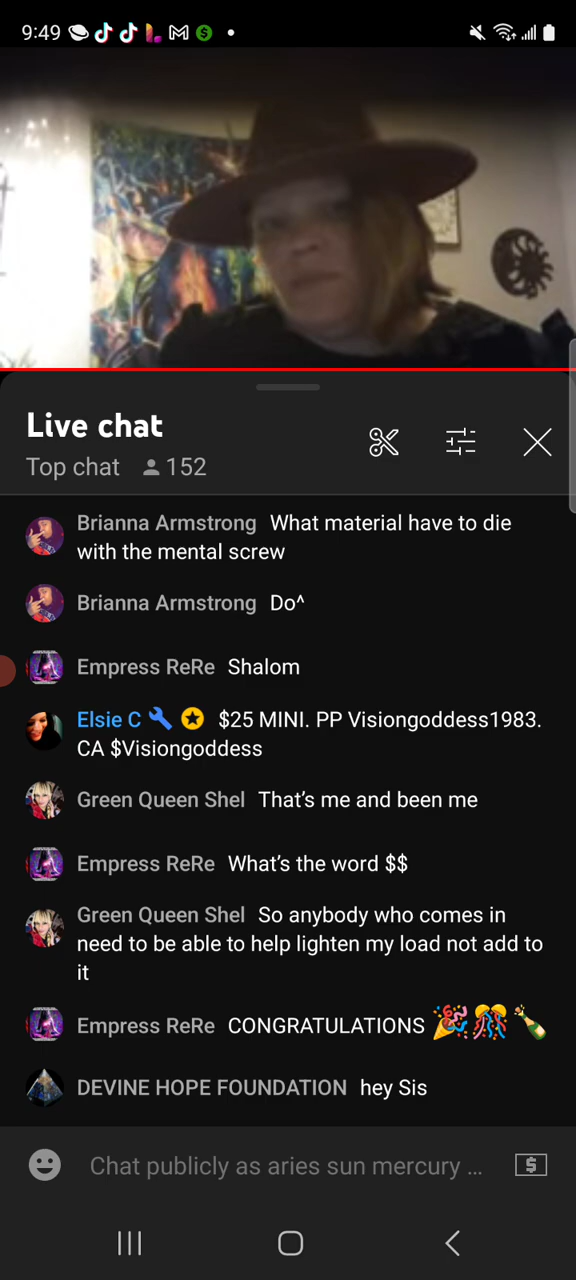 9:49
Live chat
Top chat 152
Brianna Armstrong What material have to die
with the mental screw
Brianna Armstrong Do^
Empress ReRe Shalom
Elsie C $25 MINI. PP Visiongoddess1983.
CA $Visiongoddess
Green Queen Shel That's me and been me
Empress ReRe What's the word $$
Green Queen Shel So anybody who comes in
need to be able to help lighten my load not add to
it
Empress ReRe CONGRATULATIONS 🎉🎊🍾
DEVINE HOPE FOUNDATION hey Sis
Chat publicly as aries sun mercury ...